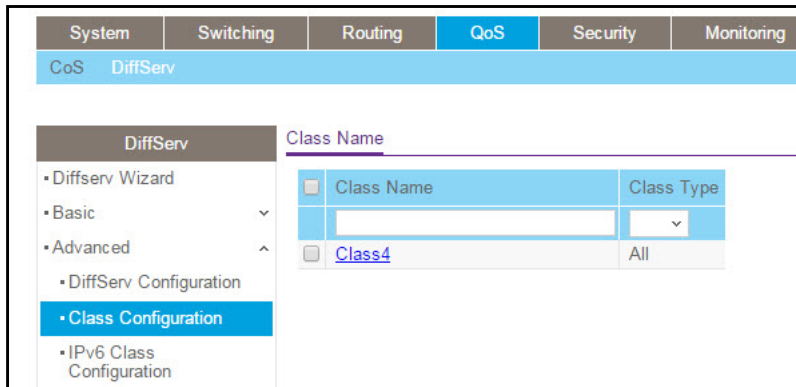 System Switching Routing QoS Security Monitoring
CoS DiffServ
DiffServ
Diffserv Wizard
Basic
Advanced
DiffServ Configuration
Class Configuration
IPv6 Class
Configuration
Class Name
Class Name Class Type
Class4 All